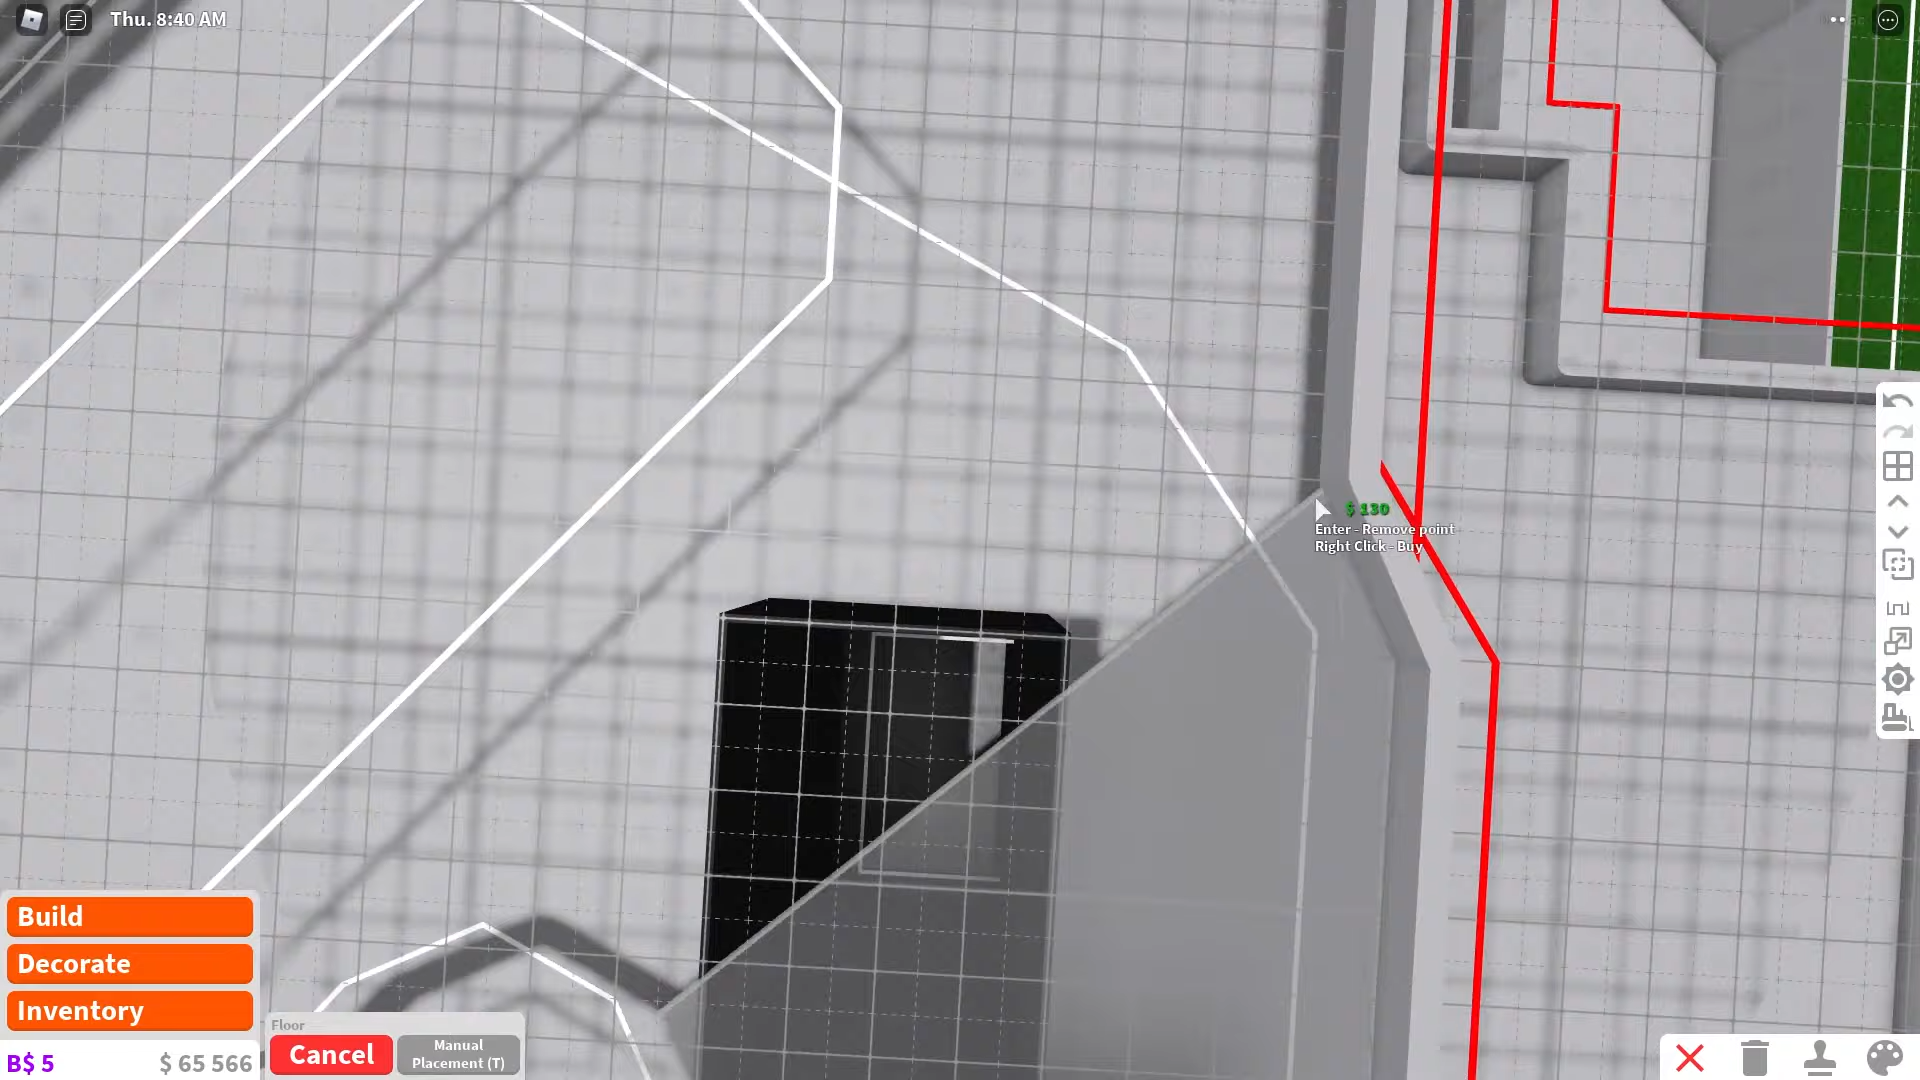 Thu. 8:40 AM
$ 130
Enter - Remove point
Right Click - Buy
Build
Decorate
Inventory
B$ 5
$ 65 566
Floor
Cancel
Manual
Placement (T)